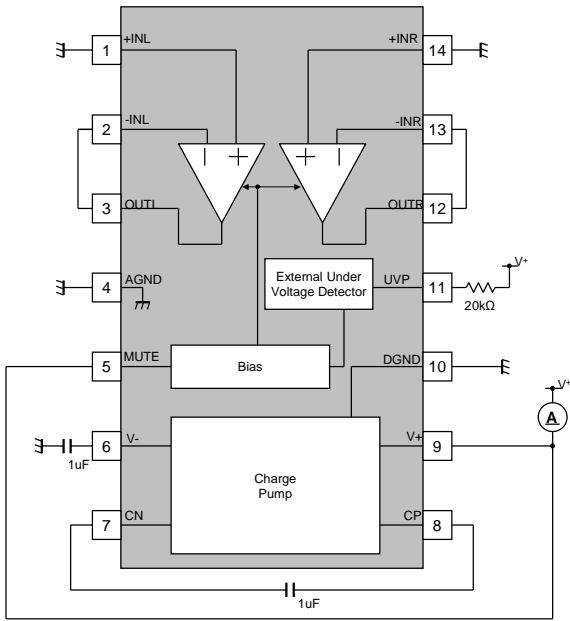 +INL
+INR
1
14
-INL
-INR
2
13
OUTL
OUTR
3
12
External Under
Voltage Detector
V+
AGND
UVP
4
11
20kΩ
MUTE
DGND
5
Bias
10
V+
A
V-
V+
6
9
1uF
Charge
Pump
CN
CP
7
8
1uF